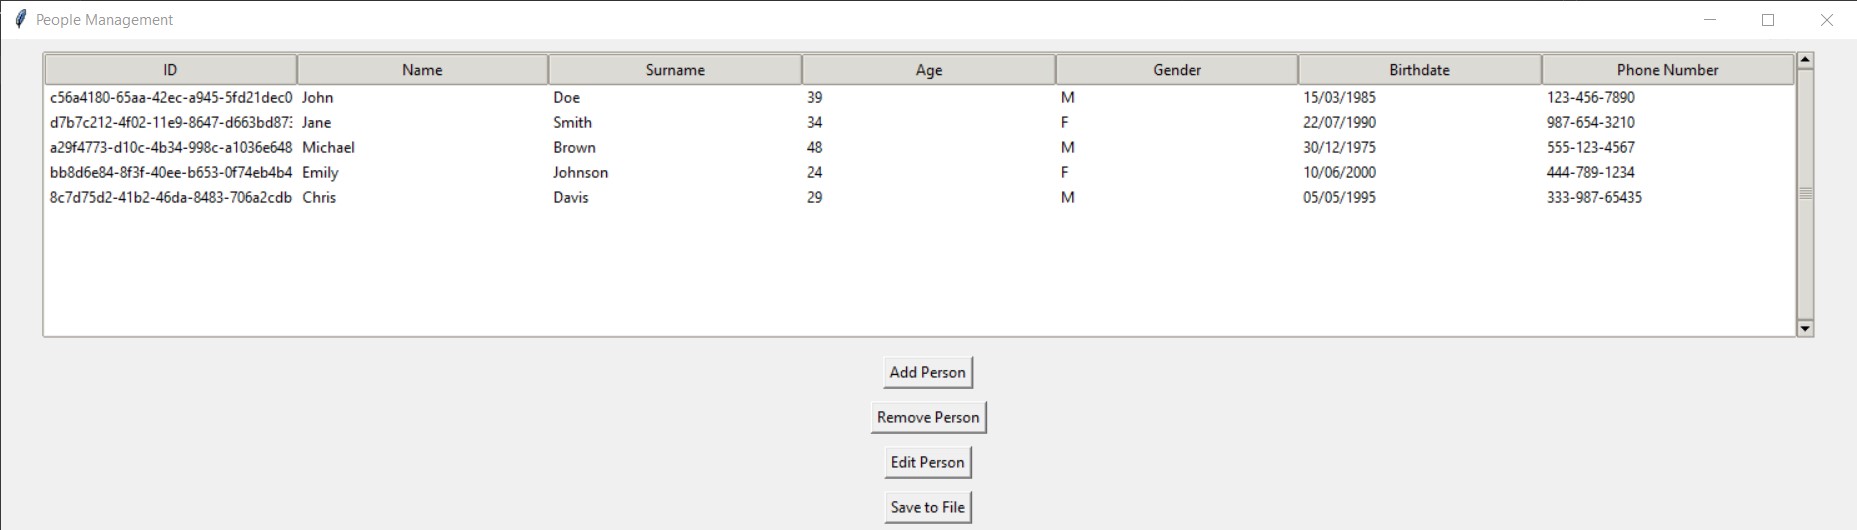 People Management
ID Name Surname Age Gender Birthdate Phone Number
c56a4180-65aa-42ec-a945-5fd21dec0 John Doe 39 M 15/03/1985 123-456-7890
d7b7c212-4f02-11e9-8647-d663bd873 Jane Smith 34 F 22/07/1990 987-654-3210
a29f4773-d10c-4b34-998c-a1036e648 Michael Brown 48 M 30/12/1975 555-123-4567
bb8d6e84-8f3f-40ee-b653-0f74eb4b4 Emily Johnson 24 F 10/06/2000 444-789-1234
8c7d75d2-41b2-46da-8483-706a2cdb Chris Davis 29 M 05/05/1995 333-987-65435
Add Person
Remove Person
Edit Person
Save to File